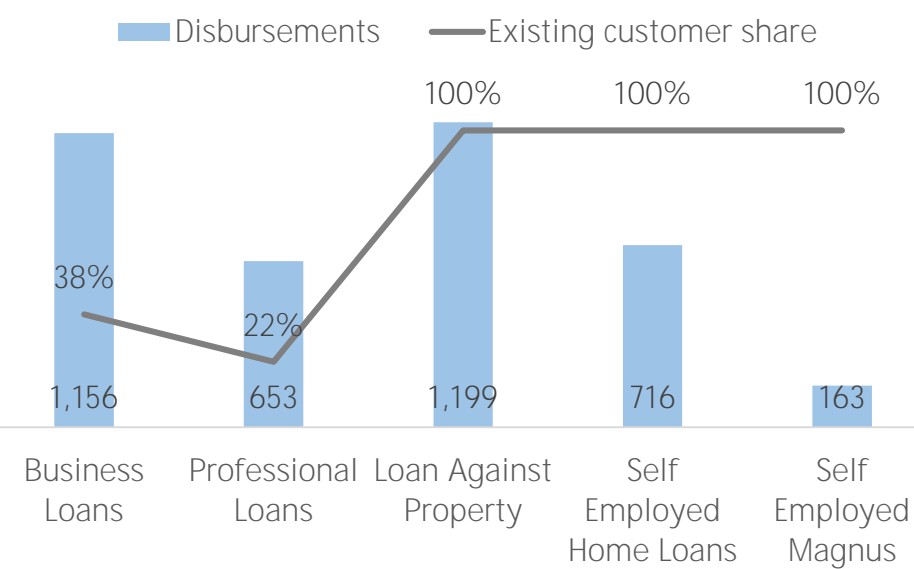 Disbursements Existing customer share
100% 100% 100%
38%
22%
1,156 653 1,199 716 163
Business Loans
Professional Loans
Loan Against Property
Self Employed Home Loans
Self Employed Magnus